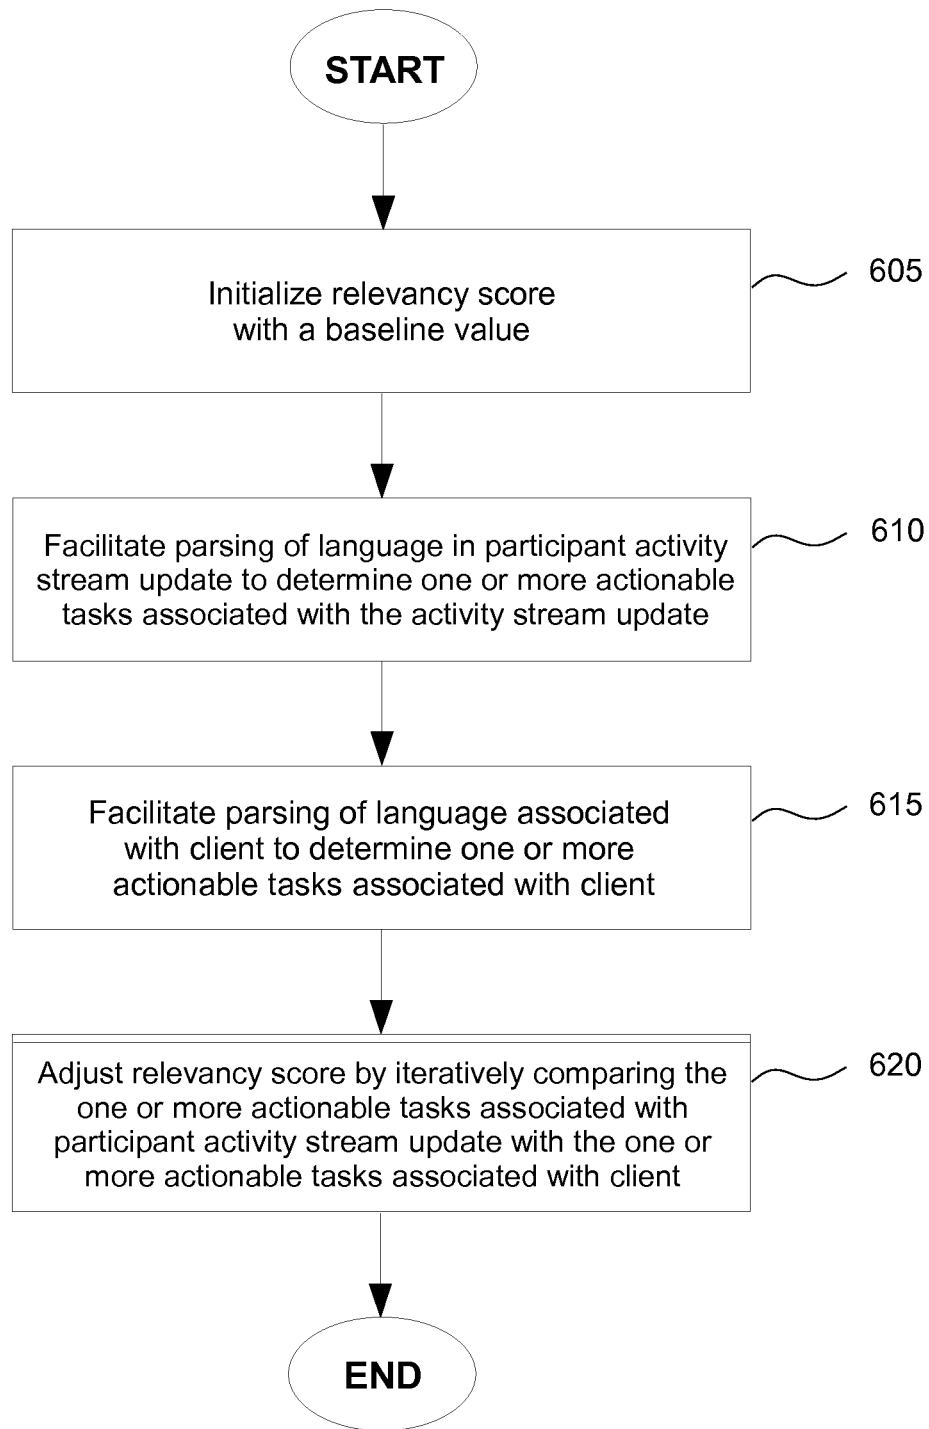 START
Initialize relevancy score
with a baseline value
605
Facilitate parsing of language in participant activity
stream update to determine one or more actionable
tasks associated with the activity stream update
610
Facilitate parsing of language associated
with client to determine one or more
actionable tasks associated with client
615
Adjust relevancy score by iteratively comparing the
one or more actionable tasks associated with
participant activity stream update with the one or
more actionable tasks associated with client
620
END